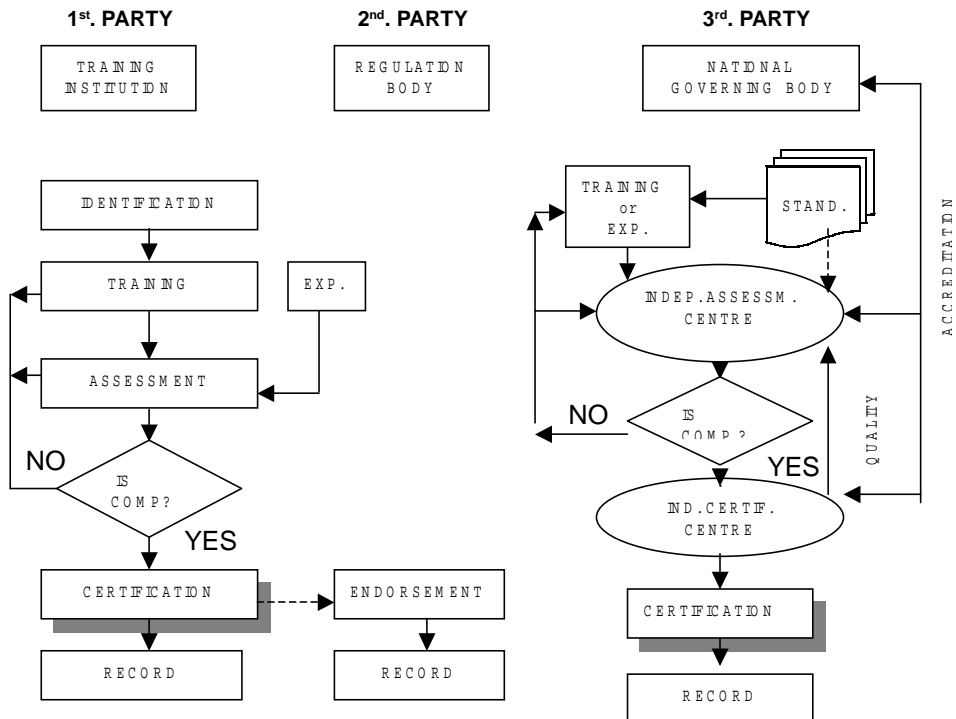 1st. PARTY
2nd. PARTY
3rd. PARTY
TRAINING
INSTITUTION
REGULATION
BODY
NATIONAL
GOVERNING BODY
IDENTIFICATION
TRAINING
EXP.
ASSESSMENT
NO
IS
COMP?
YES
CERTIFICATION
ENDORSEMENT
RECORD
RECORD
TRAINING
or
EXP.
STAND.
INDEP.ASSESSM.
CENTRE
NO
IS
COMP?
YES
QUALITY
ACCREDITATION
IND.CERTIF.
CENTRE
CERTIFICATION
RECORD